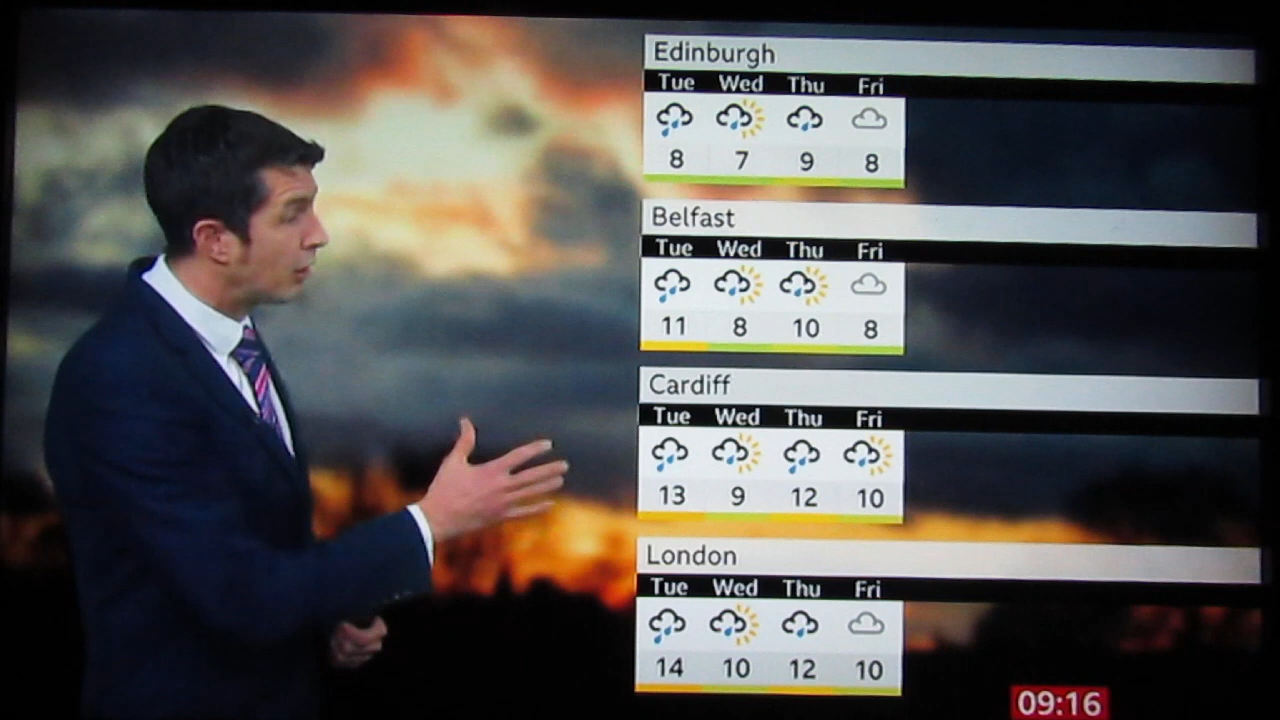 Edinburgh
Tue Wed Thu Fri
8 7 9 8
Belfast
Tue Wed Thu Fri
11 8 10 8
Cardiff
Tue Wed Thu Fri
13 9 12 10
London
Tue Wed Thu Fri
14 10 12 10
09:16